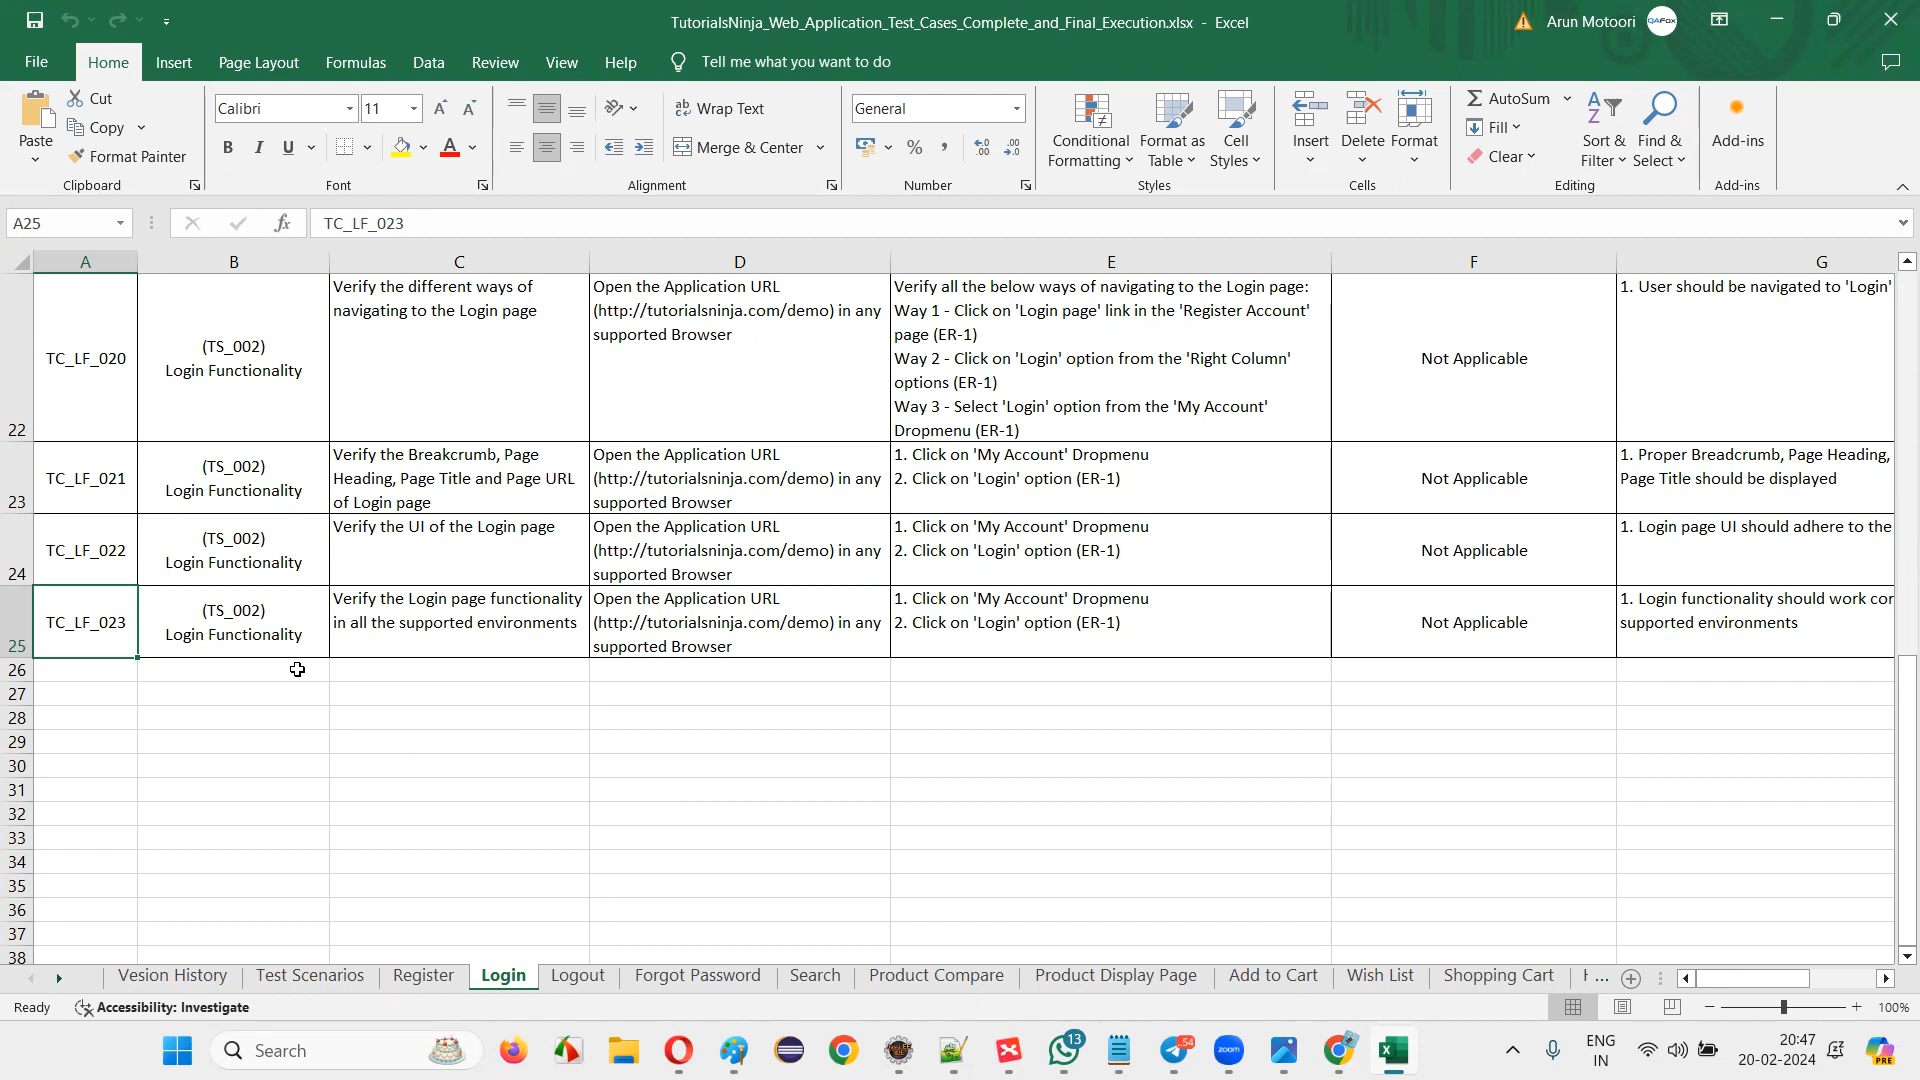 TutorialsNinja_Web_Application_Test_Cases_Complete_and_Final_Execution.xlsx - Excel
Arun Motoori
QAFox
File
Home
Insert
Page Layout
Formulas
Data
Review
View
Help
Tell me what you want to do
Paste
Cut
Copy
Format Painter
Clipboard
Calibri
11
Font
Wrap Text
Merge & Center
Alignment
General
Number
Conditional
Formatting
Format as
Table
Cell
Styles
Styles
Insert
Delete
Format
Cells
AutoSum
Fill
Clear
Sort &
Filter
Find &
Select
Editing
Add-ins
Add-ins
A25
fx
TC_LF_023
A B C D E F G
22
TC_LF_020
(TS_002)
Login Functionality
Verify the different ways of
navigating to the Login page
Open the Application URL
(http://tutorialsninja.com/demo) in any
supported Browser
Verify all the below ways of navigating to the Login page:
Way 1 - Click on 'Login page' link in the 'Register Account'
page (ER-1)
Way 2 - Click on 'Login' option from the 'Right Column'
options (ER-1)
Way 3 - Select 'Login' option from the 'My Account'
Dropmenu (ER-1)
Not Applicable
1. User should be navigated to 'Login'
23
TC_LF_021
(TS_002)
Login Functionality
Verify the Breakcrumb, Page
Heading, Page Title and Page URL
of Login page
Open the Application URL
(http://tutorialsninja.com/demo) in any
supported Browser
1. Click on 'My Account' Dropmenu
2. Click on 'Login' option (ER-1)
Not Applicable
1. Proper Breadcrumb, Page Heading,
Page Title should be displayed
24
TC_LF_022
(TS_002)
Login Functionality
Verify the UI of the Login page
Open the Application URL
(http://tutorialsninja.com/demo) in any
supported Browser
1. Click on 'My Account' Dropmenu
2. Click on 'Login' option (ER-1)
Not Applicable
1. Login page UI should adhere to the
25
TC_LF_023
(TS_002)
Login Functionality
Verify the Login page functionality
in all the supported environments
Open the Application URL
(http://tutorialsninja.com/demo) in any
supported Browser
1. Click on 'My Account' Dropmenu
2. Click on 'Login' option (ER-1)
Not Applicable
1. Login functionality should work cor
supported environments
26
27
28
29
30
31
32
33
34
35
36
37
38
Vesion History
Test Scenarios
Register
Login
Logout
Forgot Password
Search
Product Compare
Product Display Page
Add to Cart
Wish List
Shopping Cart
...
Ready
Accessibility: Investigate
100%
Search
13
54
zoom
ENG
IN
20:47
20-02-2024
PRE